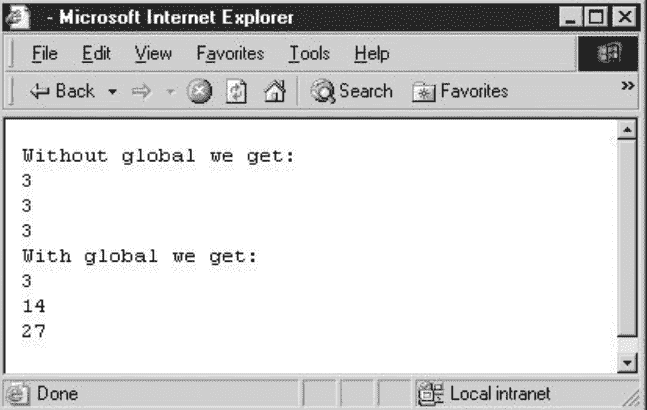 - Microsoft Internet Explorer
File Edit View Favorites Tools Help
Back Search Favorites »
Without global we get:
3
3
3
With global we get:
3
14
27
Done Local intranet